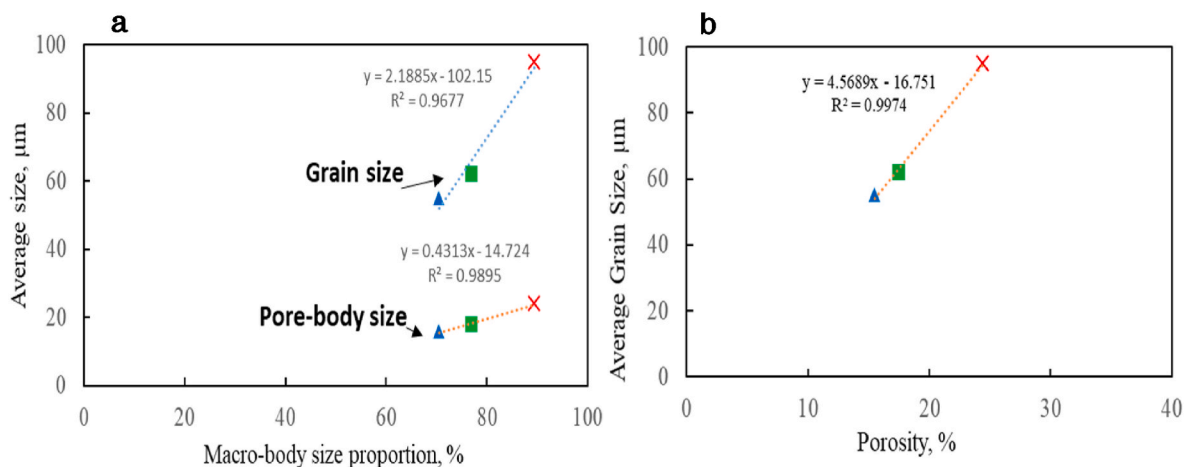 a
100
80
60
40
20
0
Average size, µm
y = 2.1885x - 102.15
R² = 0.9677
Grain size
y = 0.4313x - 14.724
R² = 0.9895
Pore-body size
0 20 40 60 80 100
Macro-body size proportion, %
b
100
80
60
40
20
0
Average Grain Size, µm
y = 4.5689x - 16.751
R² = 0.9974
0 10 20 30 40
Porosity, %